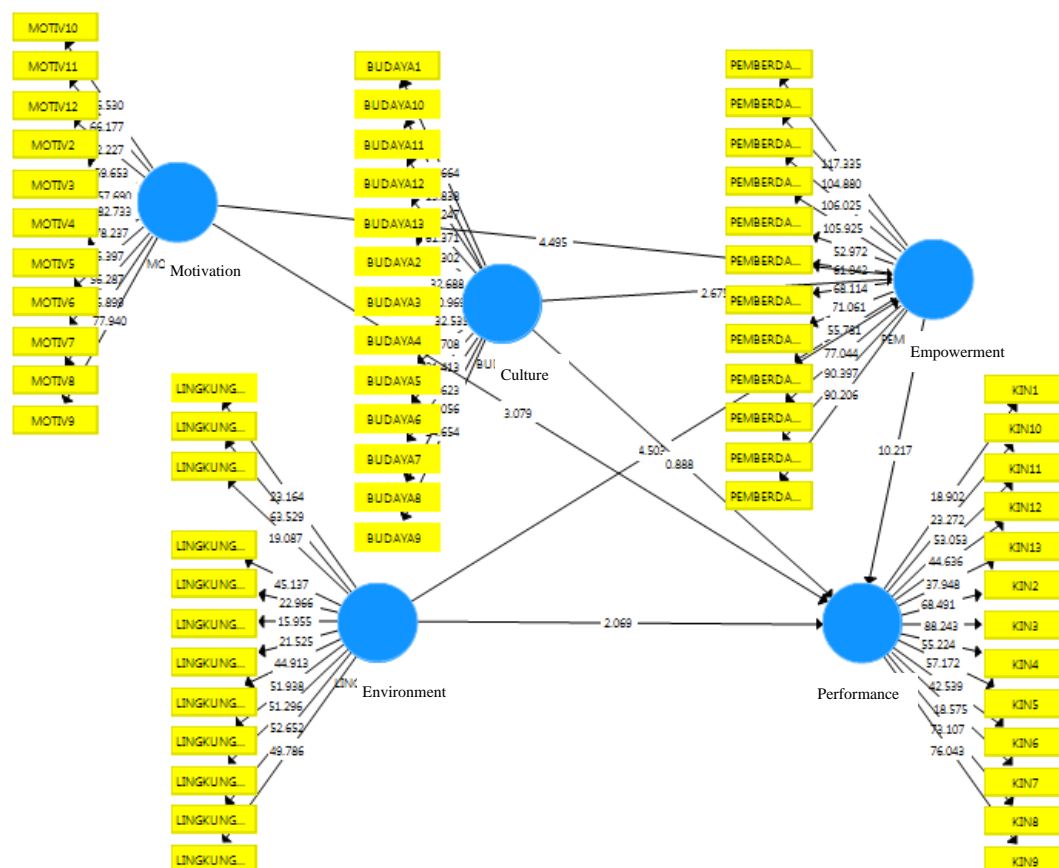 MOTIV10
MOTIV11
MOTIV12
MOTIV2
MOTIV3
MOTIV4
MOTIV5
MOTIV6
MOTIV7
MOTIV8
MOTIV9
66.177
78.237
77.940
Motivation
BUDAYA1
BUDAYA10
BUDAYA11
BUDAYA12
BUDAYA13
BUDAYA2
BUDAYA3
BUDAYA4
BUDAYA5
BUDAYA6
BUDAYA7
BUDAYA8
BUDAYA9
Culture
PEMBERDA...
PEMBERDA...
PEMBERDA...
PEMBERDA...
PEMBERDA...
PEMBERDA...
PEMBERDA...
PEMBERDA...
PEMBERDA...
PEMBERDA...
PEMBERDA...
PEMBERDA...
117.335
104.880
106.025
105.925
52.972
61.842
68.114
71.061
55.781
77.044
90.397
90.206
Empowerment
4.495
3.079
0.888
10.217
2.069
LINGKUNG...
LINGKUNG...
LINGKUNG...
LINGKUNG...
LINGKUNG...
LINGKUNG...
LINGKUNG...
LINGKUNG...
LINGKUNG...
LINGKUNG...
LINGKUNG...
LINGKUNG...
23.164
63.529
19.087
45.137
22.966
15.955
21.525
44.913
51.938
51.296
52.652
49.786
Environment
KIN1
KIN10
KIN11
KIN12
KIN13
KIN2
KIN3
KIN4
KIN5
KIN6
KIN7
KIN8
KIN9
18.902
23.272
53.053
44.636
37.948
68.491
88.243
55.224
57.172
42.539
18.575
73.107
76.043
Performance